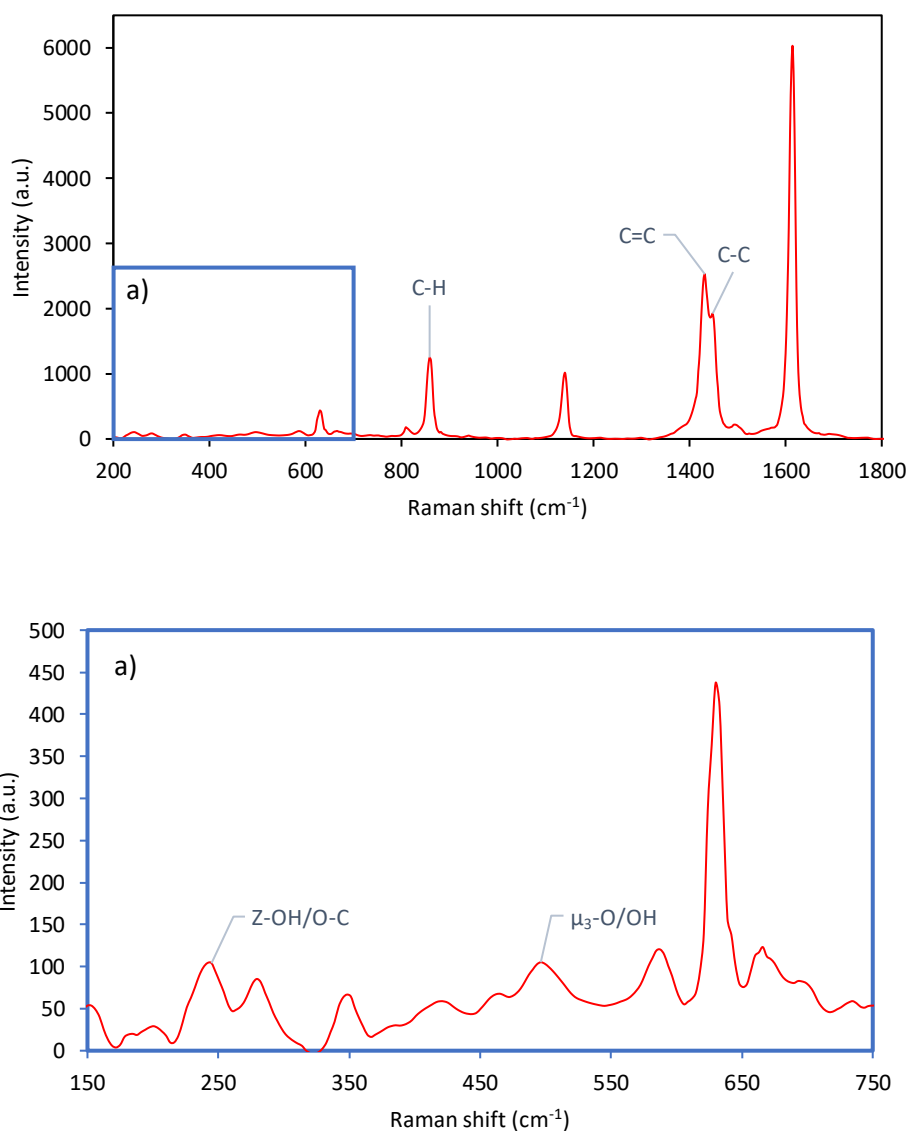 6000
5000
4000
3000
2000
1000
0
Intensity (a.u.)
a)
C-H
C=C
C-C
200 400 600 800 1000 1200 1400 1600 1800
Raman shift (cm⁻¹)
500
450
400
350
300
250
200
150
100
50
0
Intensity (a.u.)
a)
Z-OH/O-C
μ₃-O/OH
150 250 350 450 550 650 750
Raman shift (cm⁻¹)